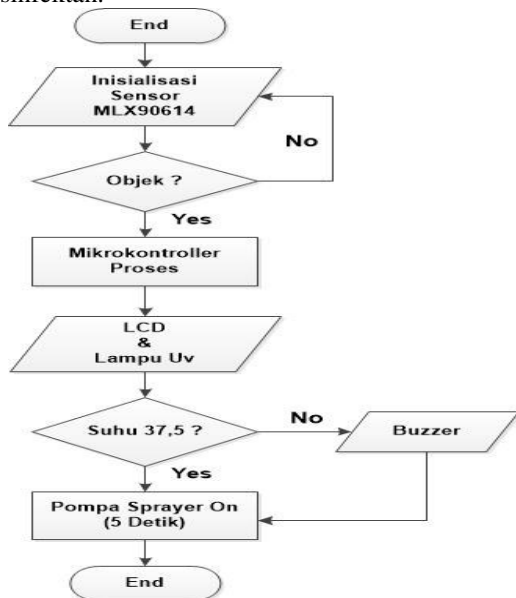 End
Inisialisasi
Sensor
MLX90614
No
Objek ?
Yes
Mikrokontroller
Proses
LCD
&
Lampu Uv
Suhu 37,5 ?
No
Buzzer
Yes
Pompa Sprayer On
(5 Detik)
End